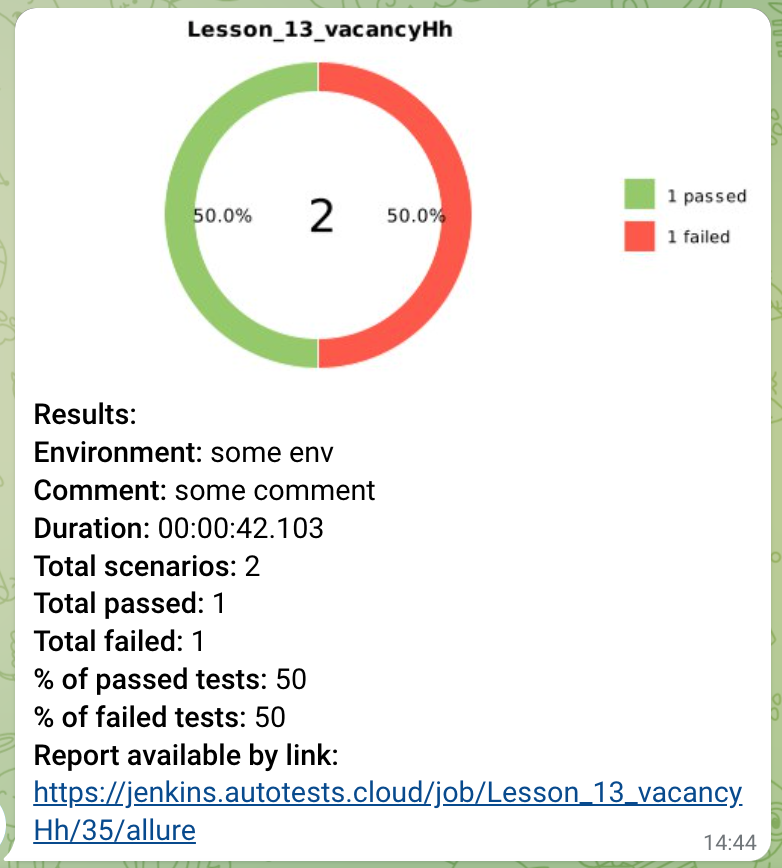 Lesson_13_vacancyHh
50.0%
2
50.0%
1 passed
1 failed
Results:
Environment: some env
Comment: some comment
Duration: 00:00:42.103
Total scenarios: 2
Total passed: 1
Total failed: 1
% of passed tests: 50
% of failed tests: 50
Report available by link:
https://jenkins.autotests.cloud/job/Lesson_13_vacancy
Hh/35/allure
14:44